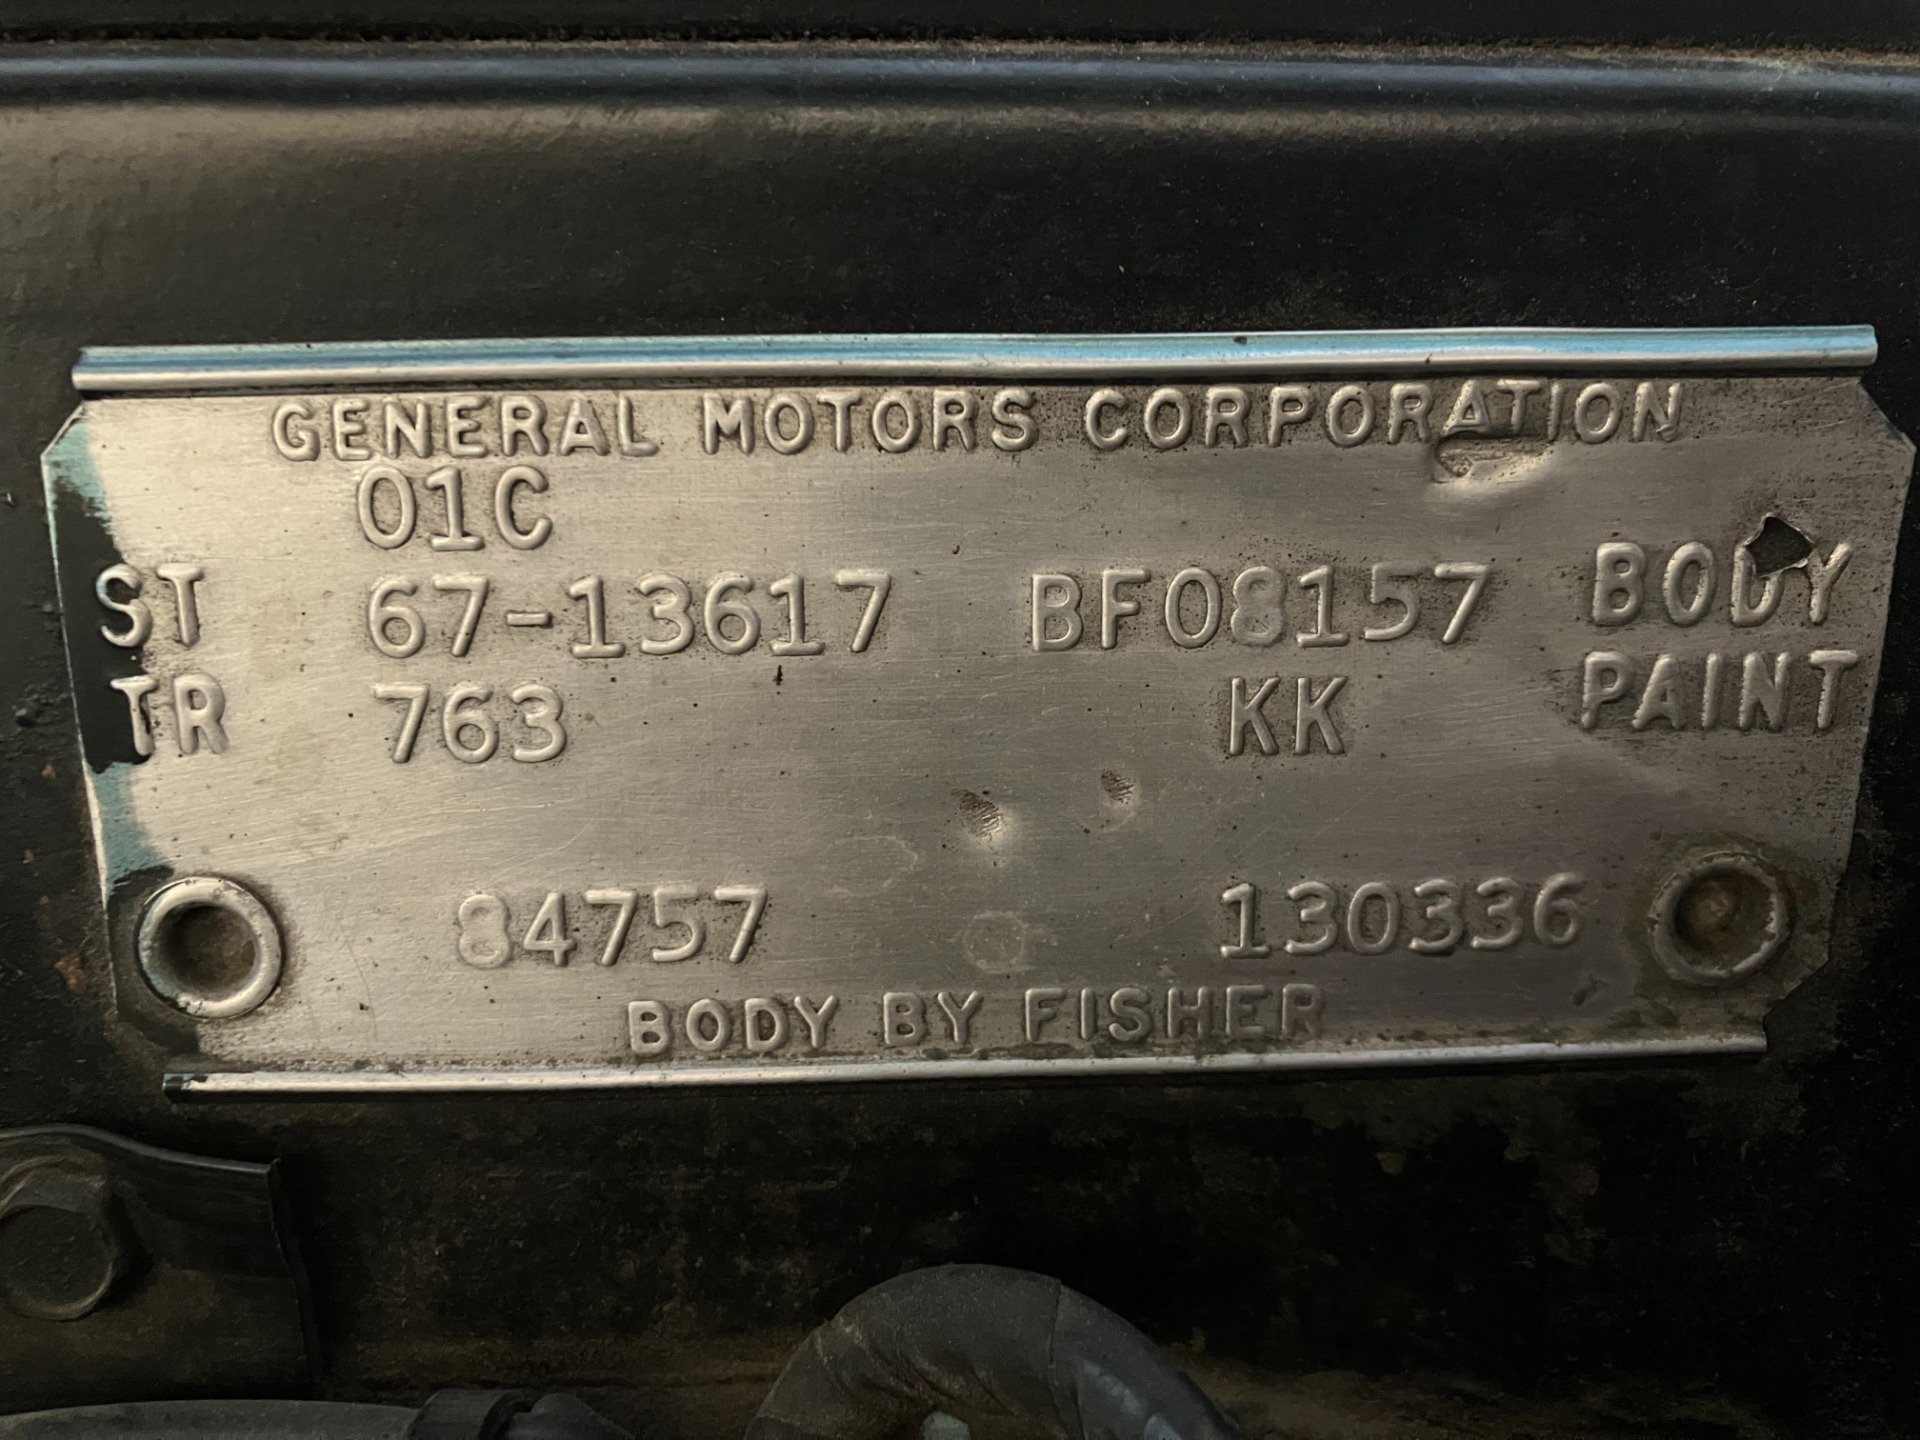 GENERAL MOTORS CORPORATION
01C
ST 67-13617 BF08157 BODY
TR 763 KK PAINT
84757 130336
BODY BY FISHER